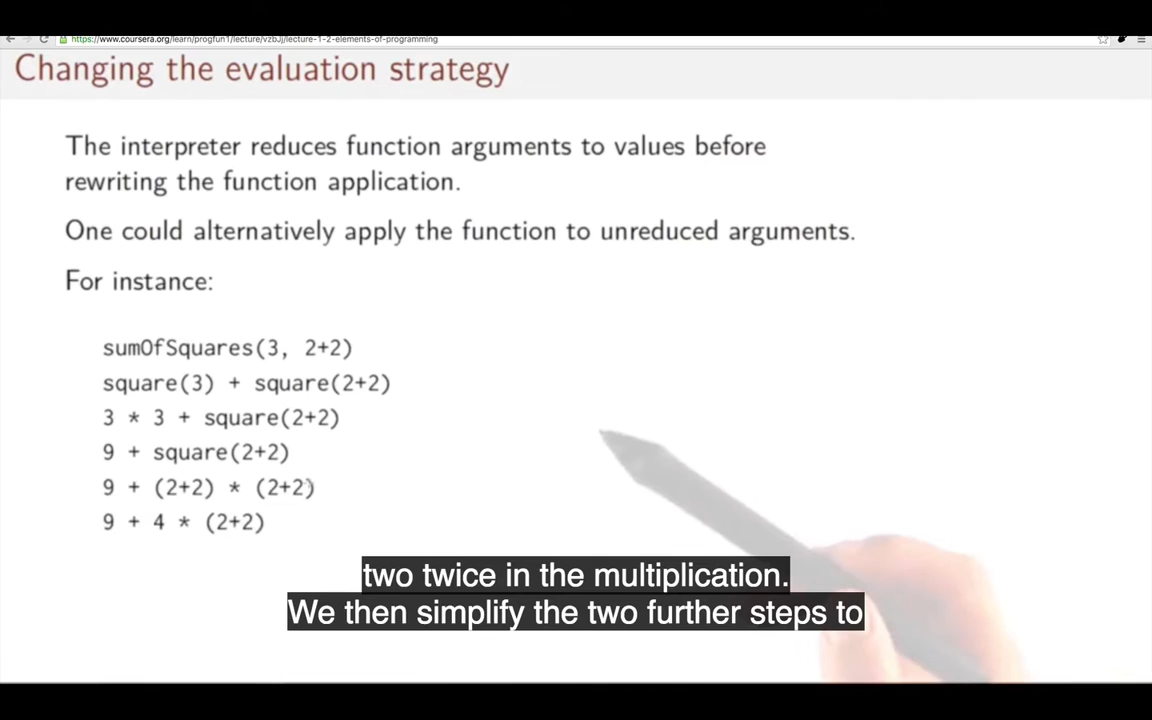 https://www.coursera.org/learn/progfun1/lecture/vzbJj/lecture-1-2-elements-of-programming
Changing the evaluation strategy
The interpreter reduces function arguments to values before
rewriting the function application.
One could alternatively apply the function to unreduced arguments.
For instance:
sumOfSquares(3, 2+2)
square(3) + square(2+2)
3 * 3 + square(2+2)
9 + square(2+2)
9 + (2+2) * (2+2)
9 + 4 * (2+2)
two twice in the multiplication.
We then simplify the two further steps to